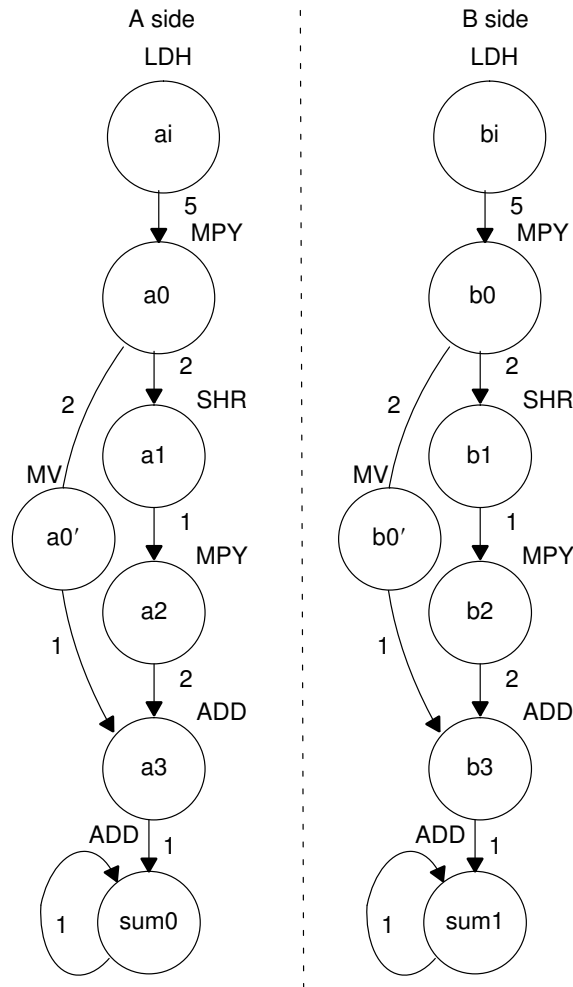 A side B side
LDH LDH
ai bi
5 5
MPY MPY
a0 b0
2 2
SHR SHR
2 2
a1 b1
MV MV
1 1
a0′ b0′
MPY MPY
a2 b2
1 1
2 2
ADD ADD
a3 b3
ADD 1 ADD 1
1 sum0 1 sum1